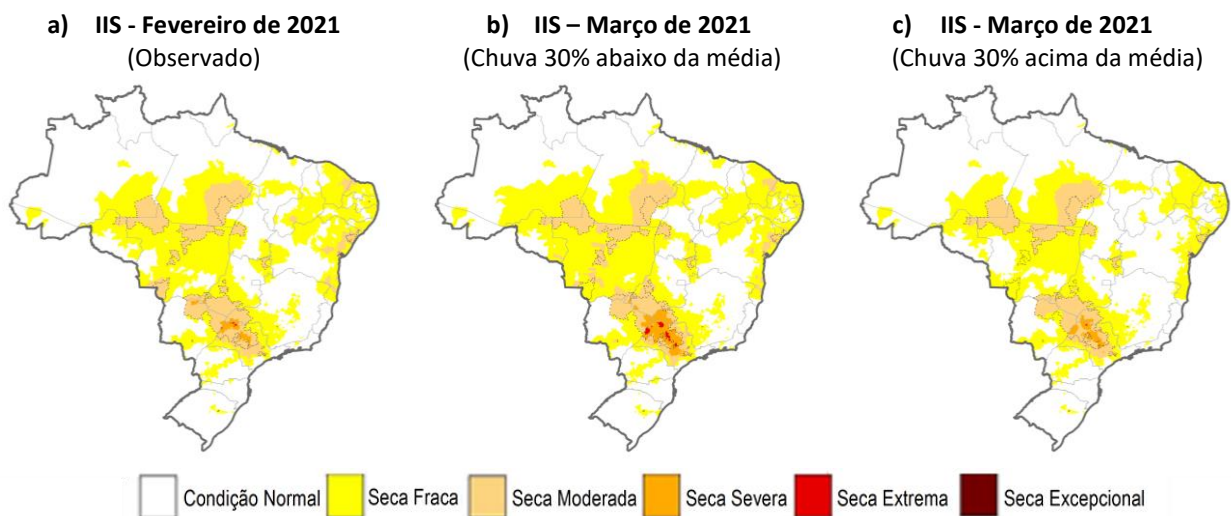 a) IIS - Fevereiro de 2021
(Observado)
b) IIS – Março de 2021
(Chuva 30% abaixo da média)
c) IIS - Março de 2021
(Chuva 30% acima da média)
Condição Normal
Seca Fraca
Seca Moderada
Seca Severa
Seca Extrema
Seca Excepcional